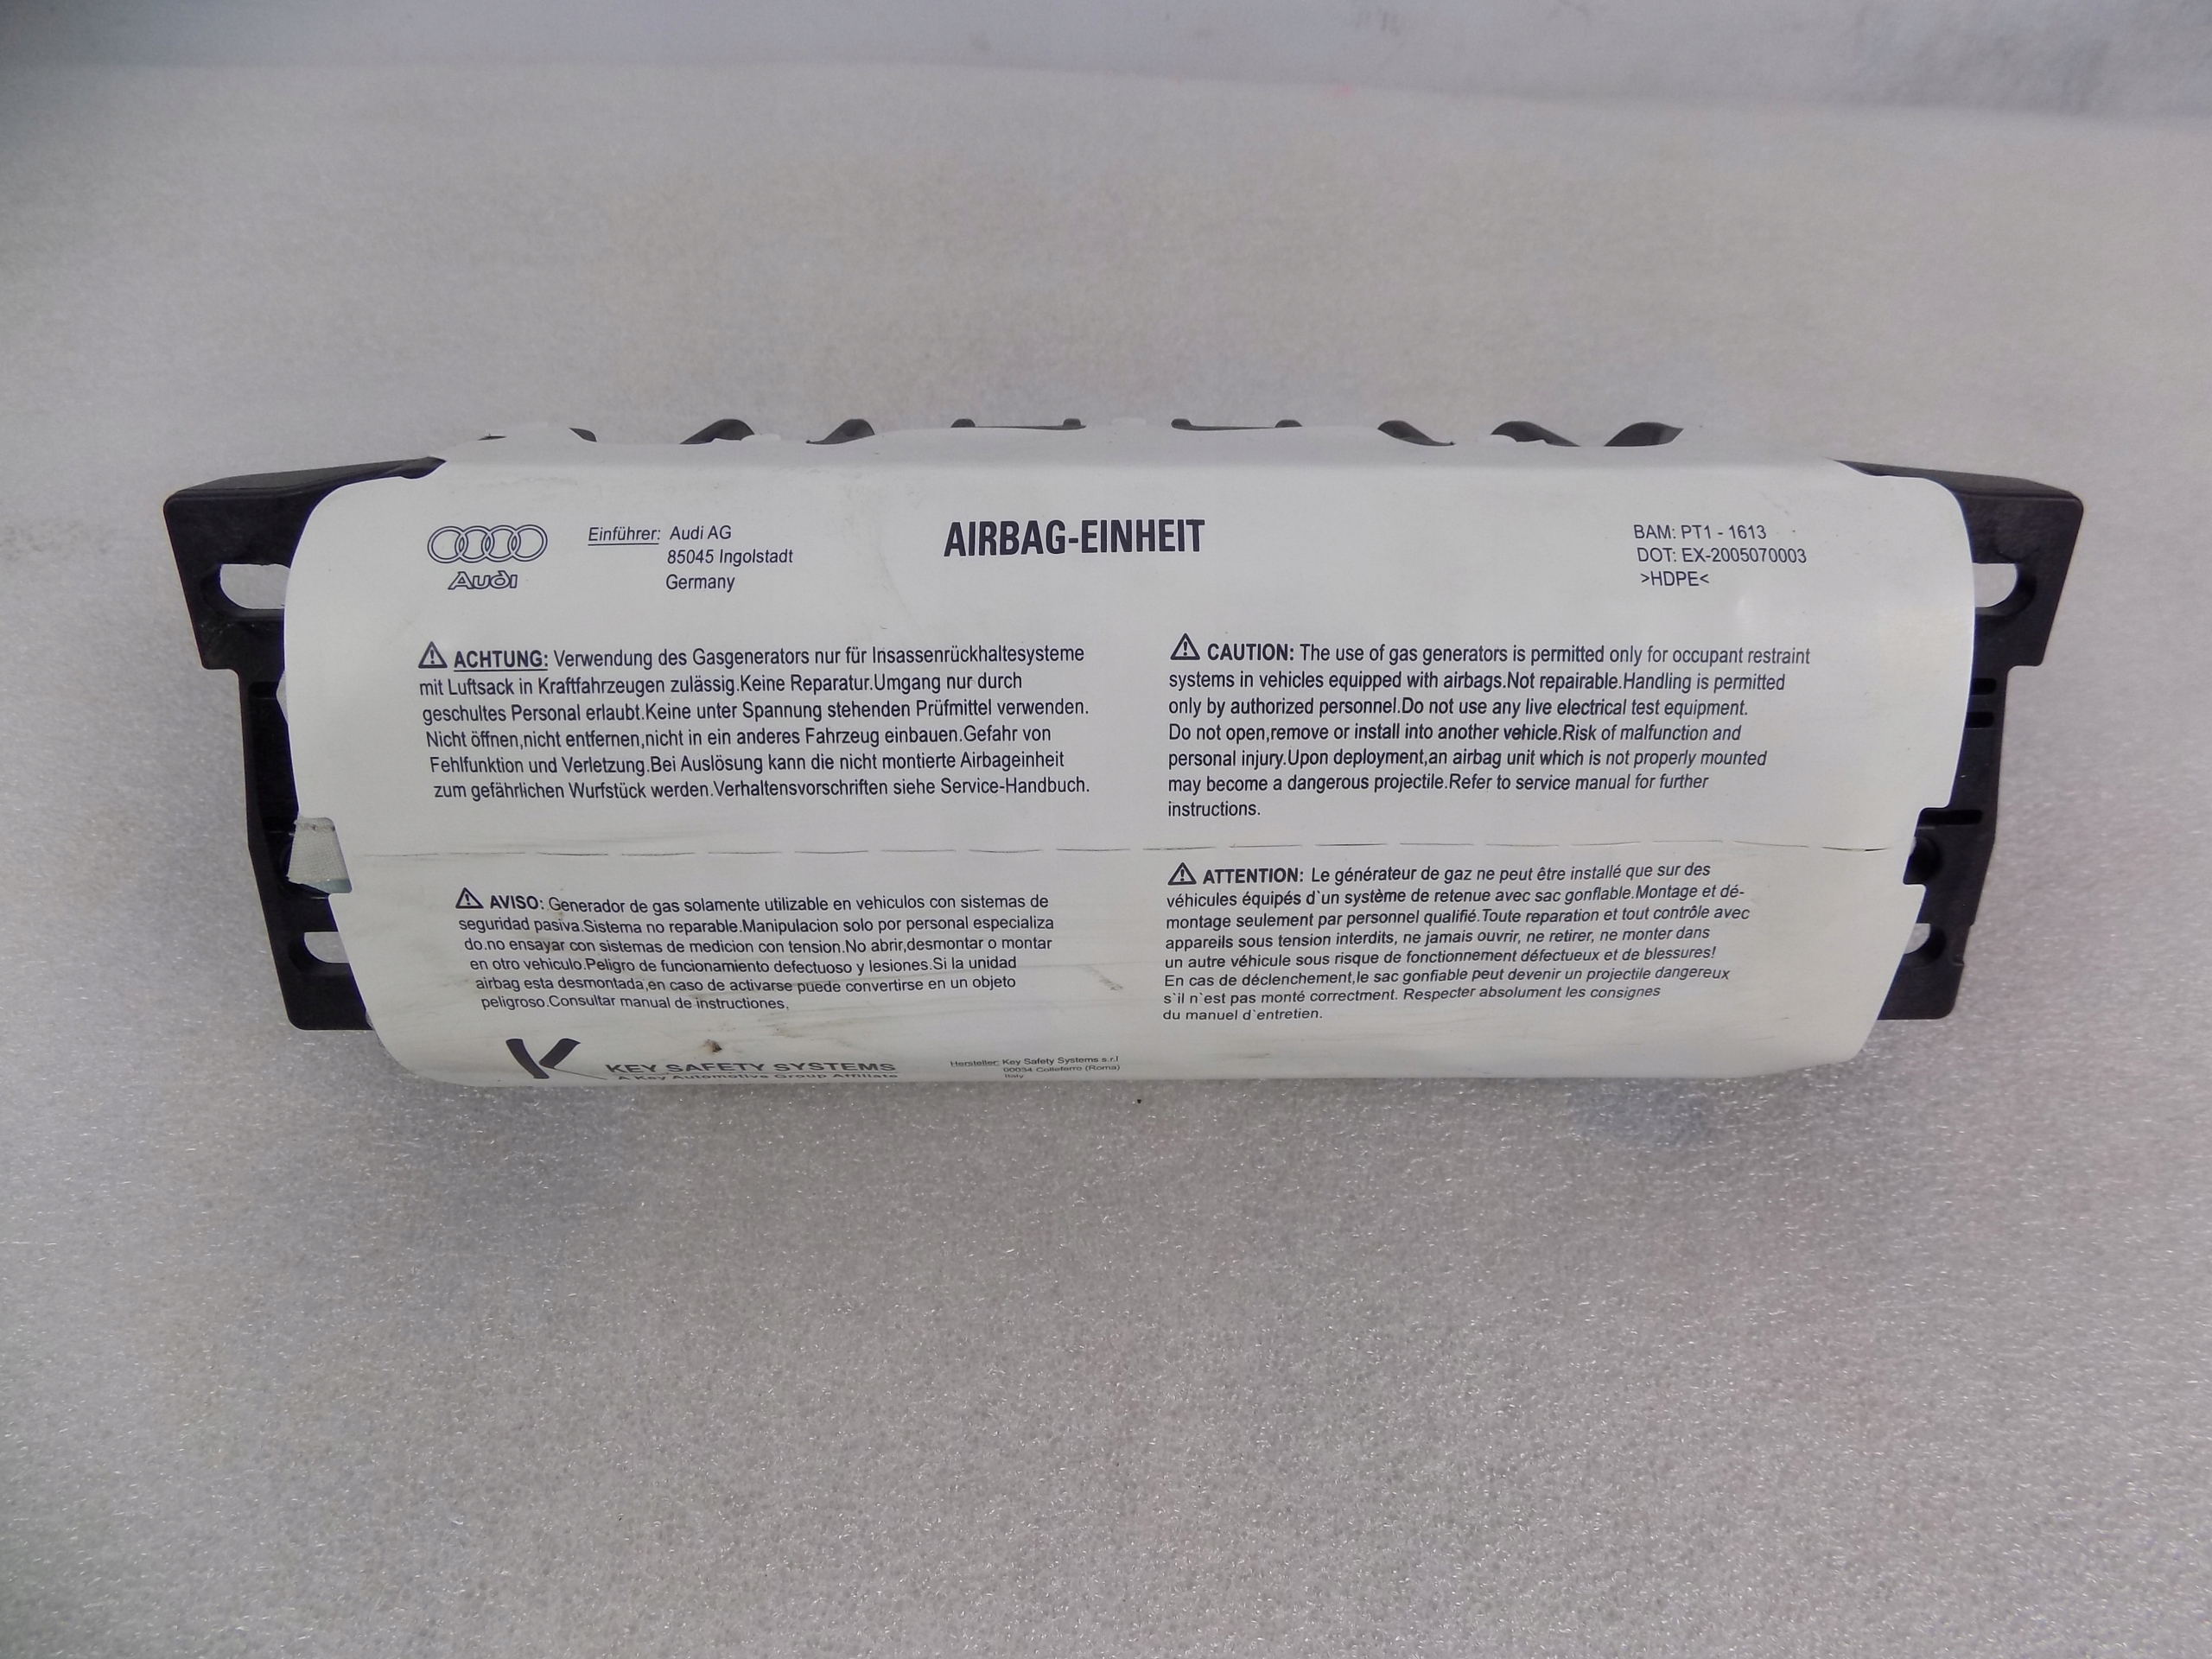 Audi
Einführer: Audi AG
85045 Ingolstadt
Germany
AIRBAG-EINHEIT
BAM: PT1 - 1613
DOT: EX-2005070003
>HDPE<
ACHTUNG: Verwendung des Gasgenerators nur für Insassenrückhaltesysteme
mit Luftsack in Kraftfahrzeugen zulässig.Keine Reparatur.Umgang nur durch
geschultes Personal erlaubt.Keine unter Spannung stehenden Prüfmittel verwenden.
Nicht öffnen,nicht entfernen,nicht in ein anderes Fahrzeug einbauen.Gefahr von
Fehlfunktion und Verletzung.Bei Auslösung kann die nicht montierte Airbageinheit
zum gefährlichen Wurfstück werden.Verhaltensvorschriften siehe Service-Handbuch.
CAUTION: The use of gas generators is permitted only for occupant restraint
systems in vehicles equipped with airbags.Not repairable.Handling is permitted
only by authorized personnel.Do not use any live electrical test equipment.
Do not open,remove or install into another vehicle.Risk of malfunction and
personal injury.Upon deployment,an airbag unit which is not properly mounted
may become a dangerous projectile.Refer to service manual for further
instructions.
AVISO: Generador de gas solamente utilizable en vehiculos con sistemas de
seguridad pasiva.Sistema no reparable.Manipulacion solo por personal especializa
do.no ensayar con sistemas de medicion con tension.No abrir,desmontar o montar
en otro vehiculo.Peligro de funcionamiento defectuoso y lesiones.Si la unidad
airbag esta desmontada,en caso de activarse puede convertirse en un objeto
peligroso.Consultar manual de instructiones,
ATTENTION: Le générateur de gaz ne peut être installé que sur des
véhicules équipés d`un système de retenue avec sac gonflable.Montage et dé-
montage seulement par personnel qualifié.Toute reparation et tout contrôle avec
appareils sous tension interdits, ne jamais ouvrir, ne retirer, ne monter dans
un autre véhicule sous risque de fonctionnement défectueux et de blessures!
En cas de déclenchement,le sac gonfiable peut devenir un projectile dangereux
s`il n`est pas monté correctment. Respecter absolument les consignes
du manuel d`entretien.
K KEY SAFETY SYSTEMS
A Key Automotive Group Affiliate
Hersteller: Key Safety Systems s.r.l
00034 Colleferro (Roma)
Italy